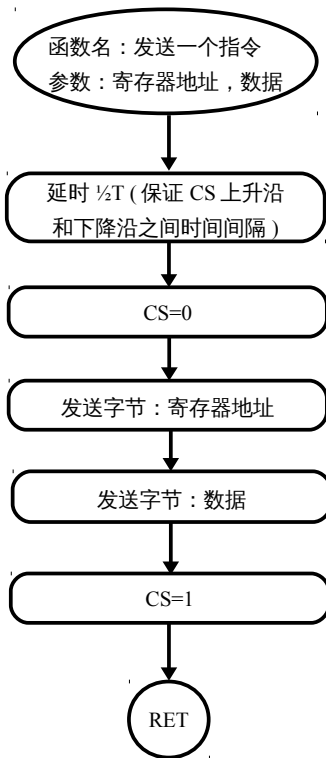 函数名：发送一个指令
参数：寄存器地址，数据
延时 ½T ( 保证 CS 上升沿
和下降沿之间时间间隔 )
CS=0
发送字节：寄存器地址
发送字节：数据
CS=1
RET